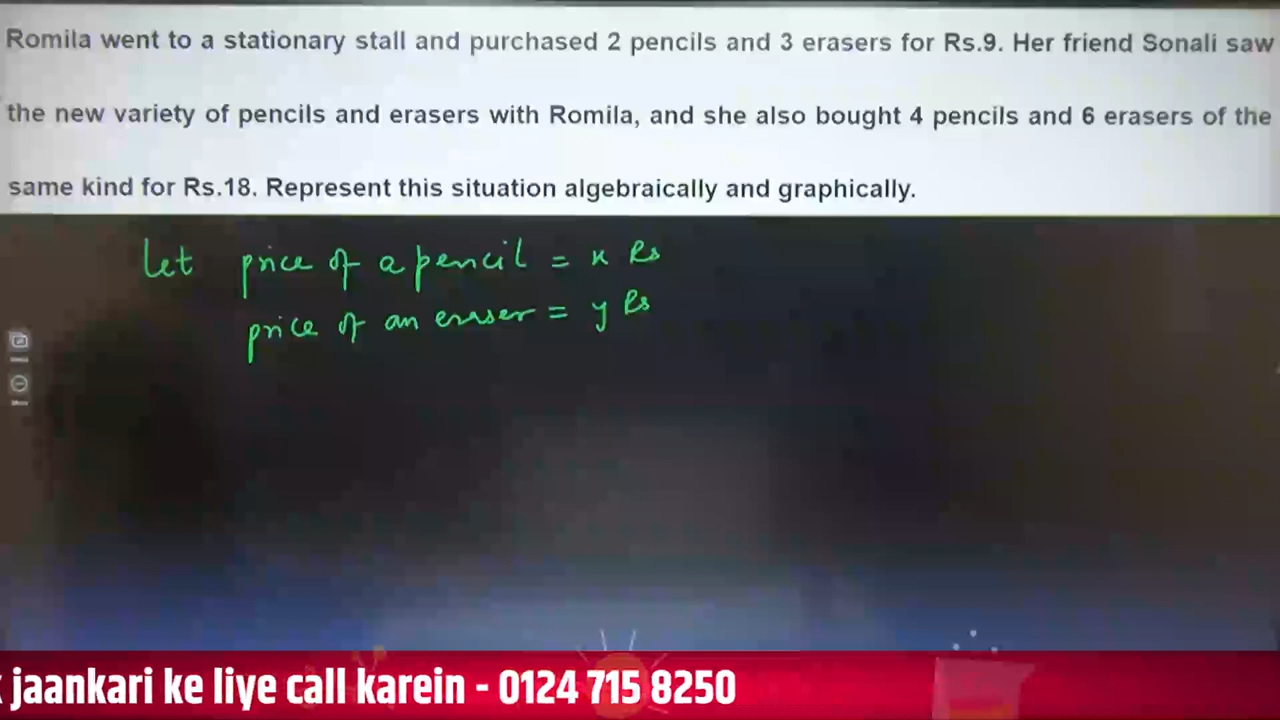 Romila went to a stationary stall and purchased 2 pencils and 3 erasers for Rs.9. Her friend Sonali saw
the new variety of pencils and erasers with Romila, and she also bought 4 pencils and 6 erasers of the
same kind for Rs.18. Represent this situation algebraically and graphically.
Let price of a pencil = x Rs
price of an eraser = y Rs
jaankari ke liye call karein - 0124 715 8250